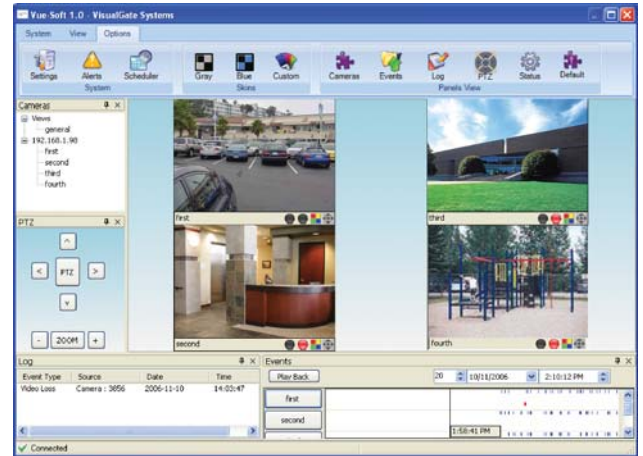 Vue-Soft 1.0 - VisualGate Systems
System View Options
Settings Alerts Scheduler Gray Blue Custom Cameras Events Log PTZ Status Default
System Skins Panels View
Cameras
Views
general
192.168.1.90
first
second
third
fourth
first
third
PTZ
PTZ
- ZOOM +
second
fourth
Log
Event Type Source Date Time
Video Loss Camera : 3056 2006-11-10 14:03:47
Events
Play Back 20 10/11/2006 2:10:12 PM
first
second
1:58:41 PM
Connected